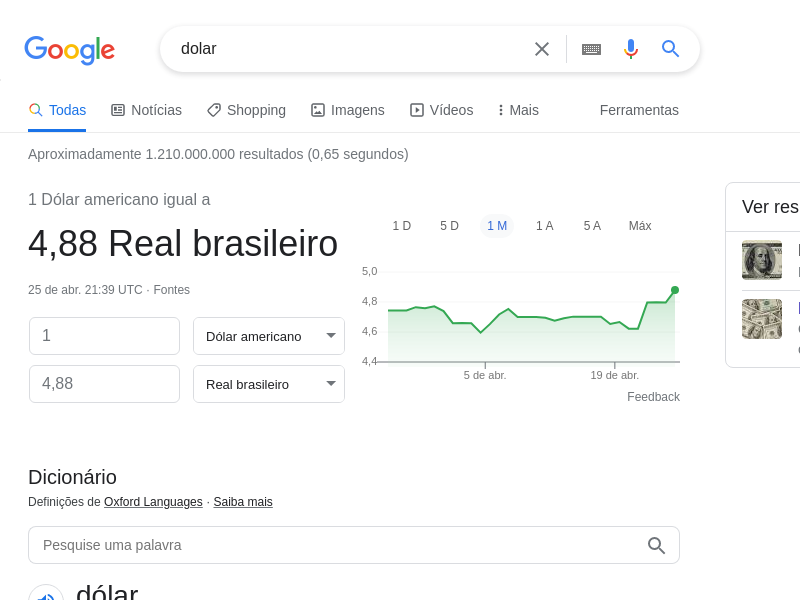 Google
dolar
Todas Notícias Shopping Imagens Vídeos Mais Ferramentas
Aproximadamente 1.210.000.000 resultados (0,65 segundos)
1 Dólar americano igual a
4,88 Real brasileiro
25 de abr. 21:39 UTC · Fontes
1 Dólar americano
4,88 Real brasileiro
1 D 5 D 1 M 1 A 5 A Máx
5,0
4,8
4,6
4,4
5 de abr. 19 de abr.
Feedback
Ver res
Dicionário
Definições de Oxford Languages · Saiba mais
Pesquise uma palavra
dólar